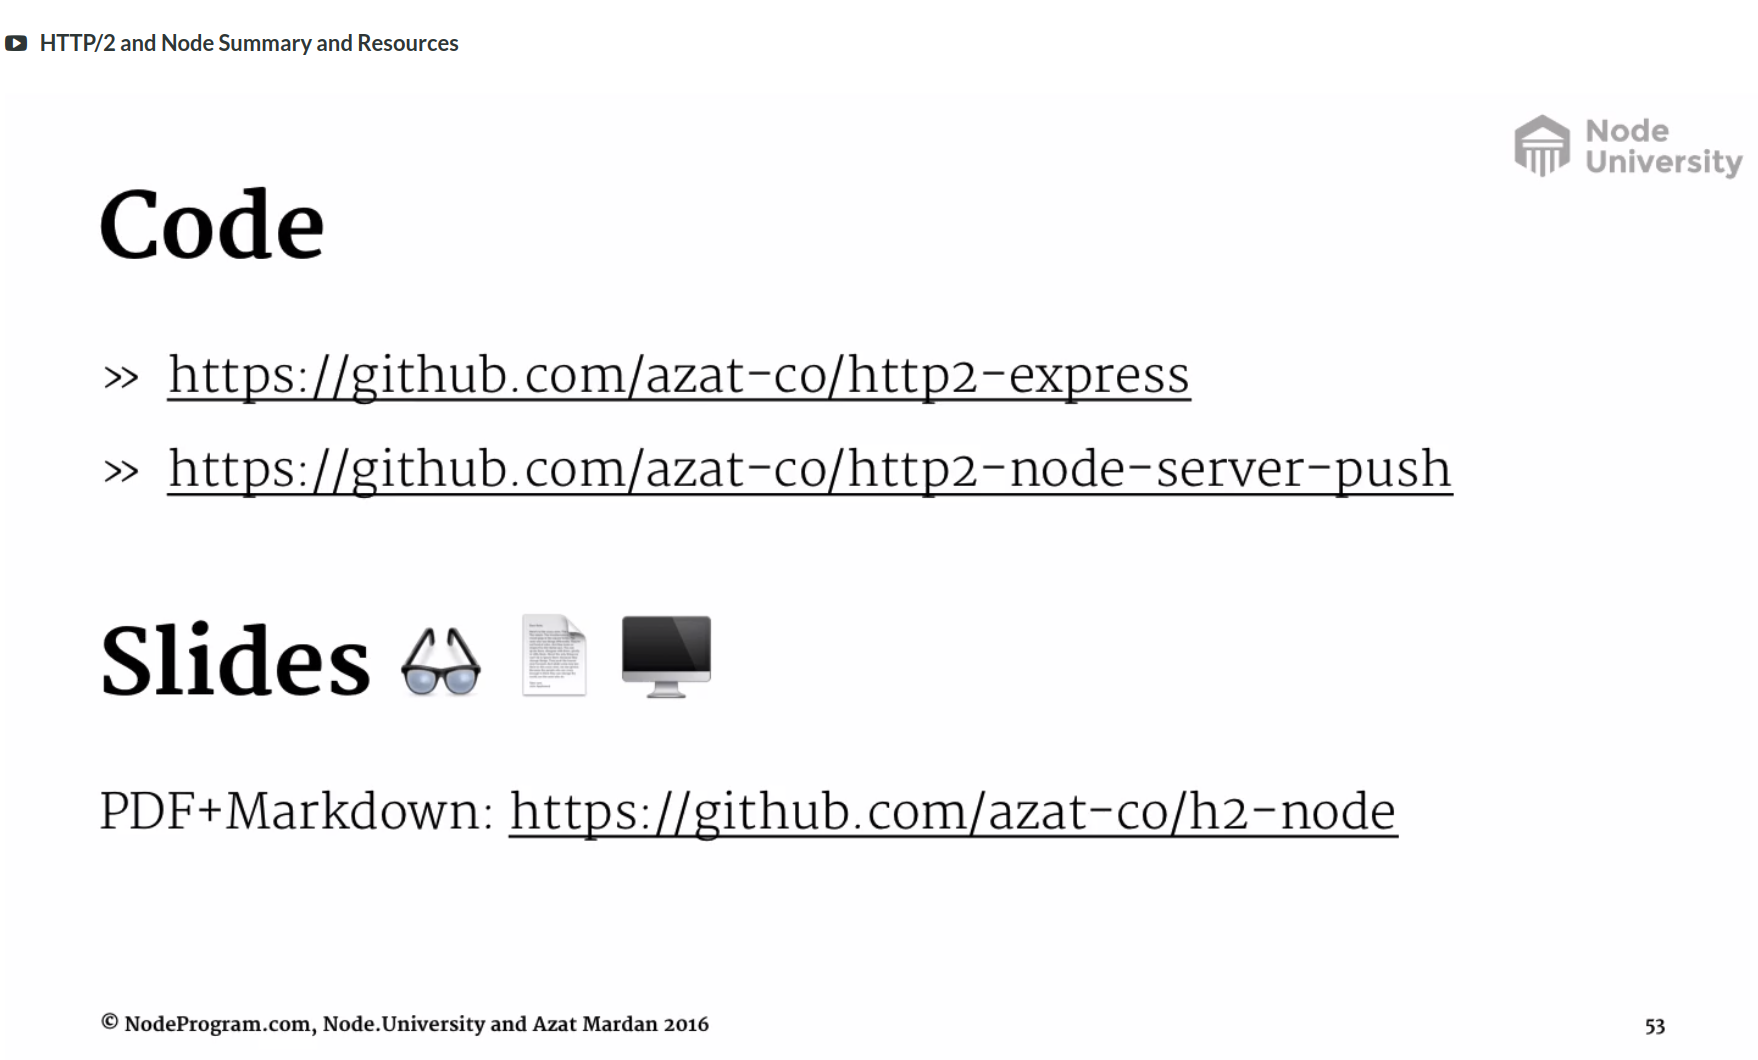 HTTP/2 and Node Summary and Resources
Node
University
Code
» https://github.com/azat-co/http2-express
» https://github.com/azat-co/http2-node-server-push
Slides
PDF+Markdown: https://github.com/azat-co/h2-node
© NodeProgram.com, Node.University and Azat Mardan 2016
53